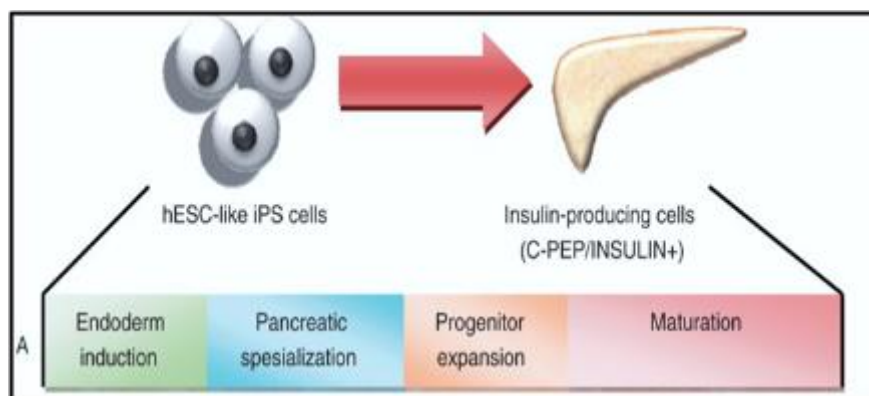 hESC-like iPS cells
Insulin-producing cells
(C-PEP/INSULIN+)
A
Endoderm
induction
Pancreatic
spesialization
Progenitor
expansion
Maturation